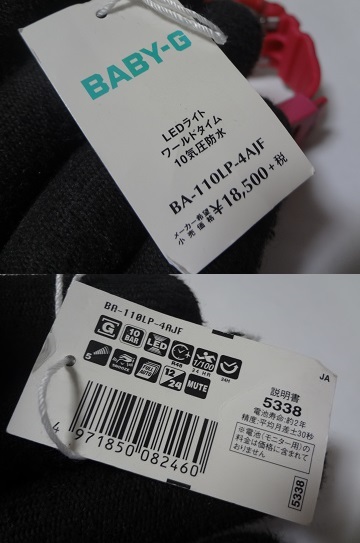 BABY-G
LEDライト
ワールドタイム
10気圧防水
BA-110LP-4AJF
メーカー希望
小売価格 ¥18,500+税
BA-110LP-4AJF
G 10 BAR LED 1/100 24H
5 FULL AUTO 12/24 MUTE
JA
説明書
5338
電池寿命:約2年
精度:平均月差±30秒
※電池(モニター用)の
料金は価格に含まれて
おりません
5338
4 971850 082460